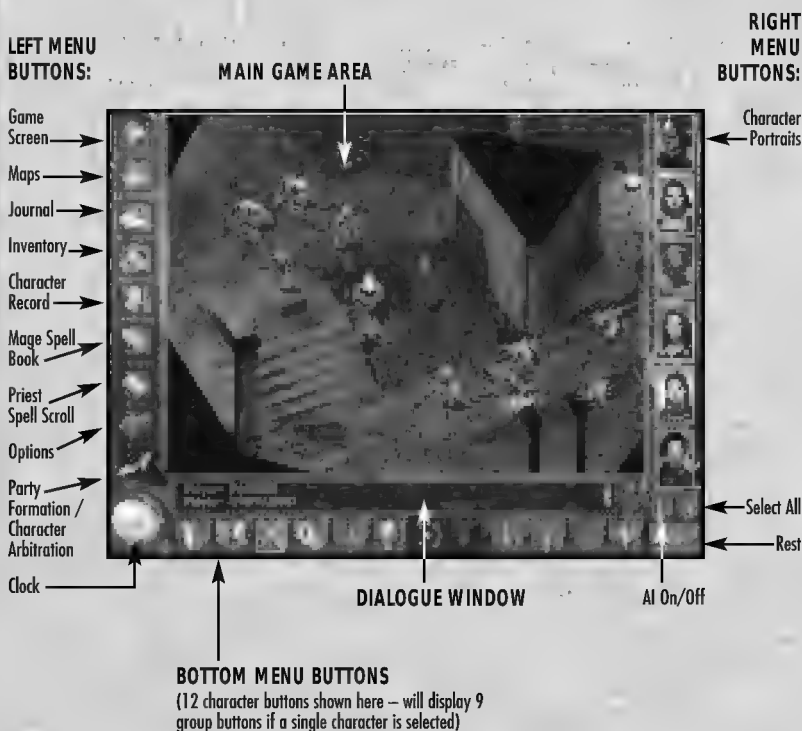 LEFT MENU
BUTTONS:
MAIN GAME AREA
RIGHT
MENU
BUTTONS:
Game
Screen
Maps
Journal
Inventory
Character
Record
Mage Spell
Book
Priest
Spell Scroll
Options
Party
Formation /
Character
Arbitration
Clock
Character
Portraits
Select All
Rest
AI On/Off
DIALOGUE WINDOW
BOTTOM MENU BUTTONS
(12 character buttons shown here – will display 9
group buttons if a single character is selected)